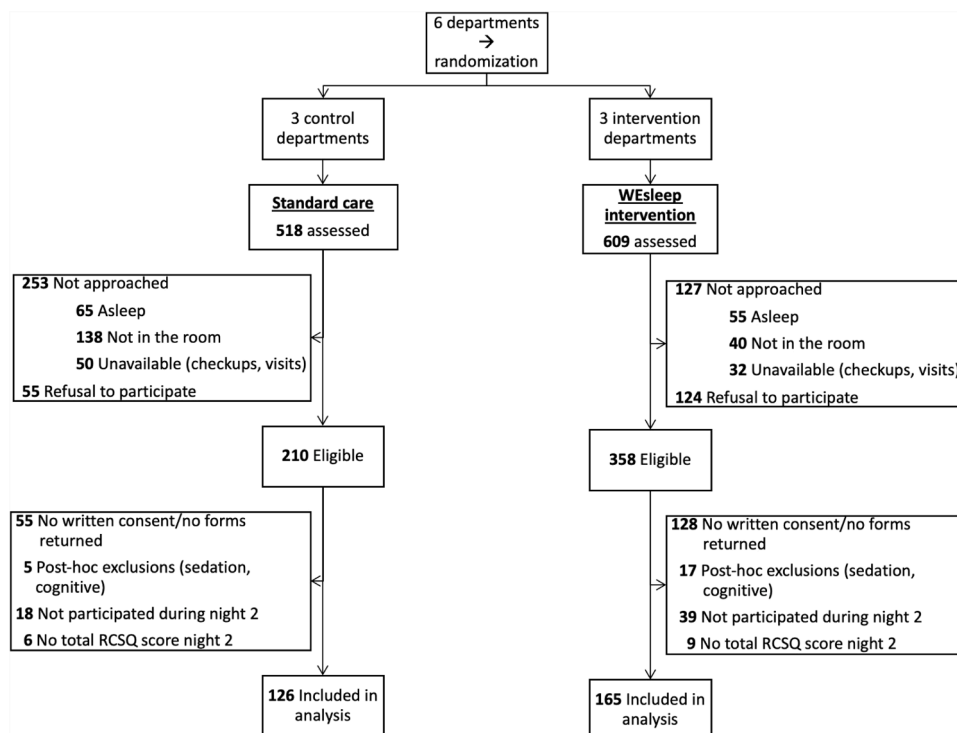 6 departments
→
randomization
3 control
departments
3 intervention
departments
Standard care
518 assessed
WEsleep
intervention
609 assessed
253 Not approached
65 Asleep
138 Not in the room
50 Unavailable (checkups, visits)
55 Refusal to participate
127 Not approached
55 Asleep
40 Not in the room
32 Unavailable (checkups, visits)
124 Refusal to participate
210 Eligible
358 Eligible
55 No written consent/no forms
returned
5 Post-hoc exclusions (sedation,
cognitive)
18 Not participated during night 2
6 No total RCSQ score night 2
128 No written consent/no forms
returned
17 Post-hoc exclusions (sedation,
cognitive)
39 Not participated during night 2
9 No total RCSQ score night 2
126 Included in
analysis
165 Included in
analysis